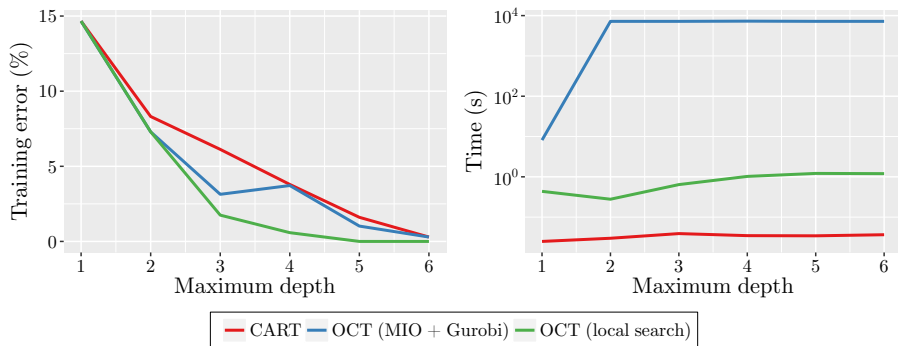 Training error (%)
15
10
5
0
1 2 3 4 5 6
Maximum depth
Time (s)
10^4
10^2
10^0
1 2 3 4 5 6
Maximum depth
CART OCT (MIO + Gurobi) OCT (local search)